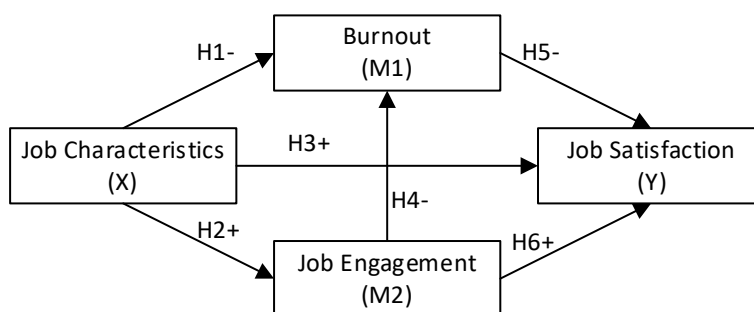 Burnout
(M1)
H1-
H5-
Job Characteristics
(X)
H3+
Job Satisfaction
(Y)
H4-
H2+
H6+
Job Engagement
(M2)